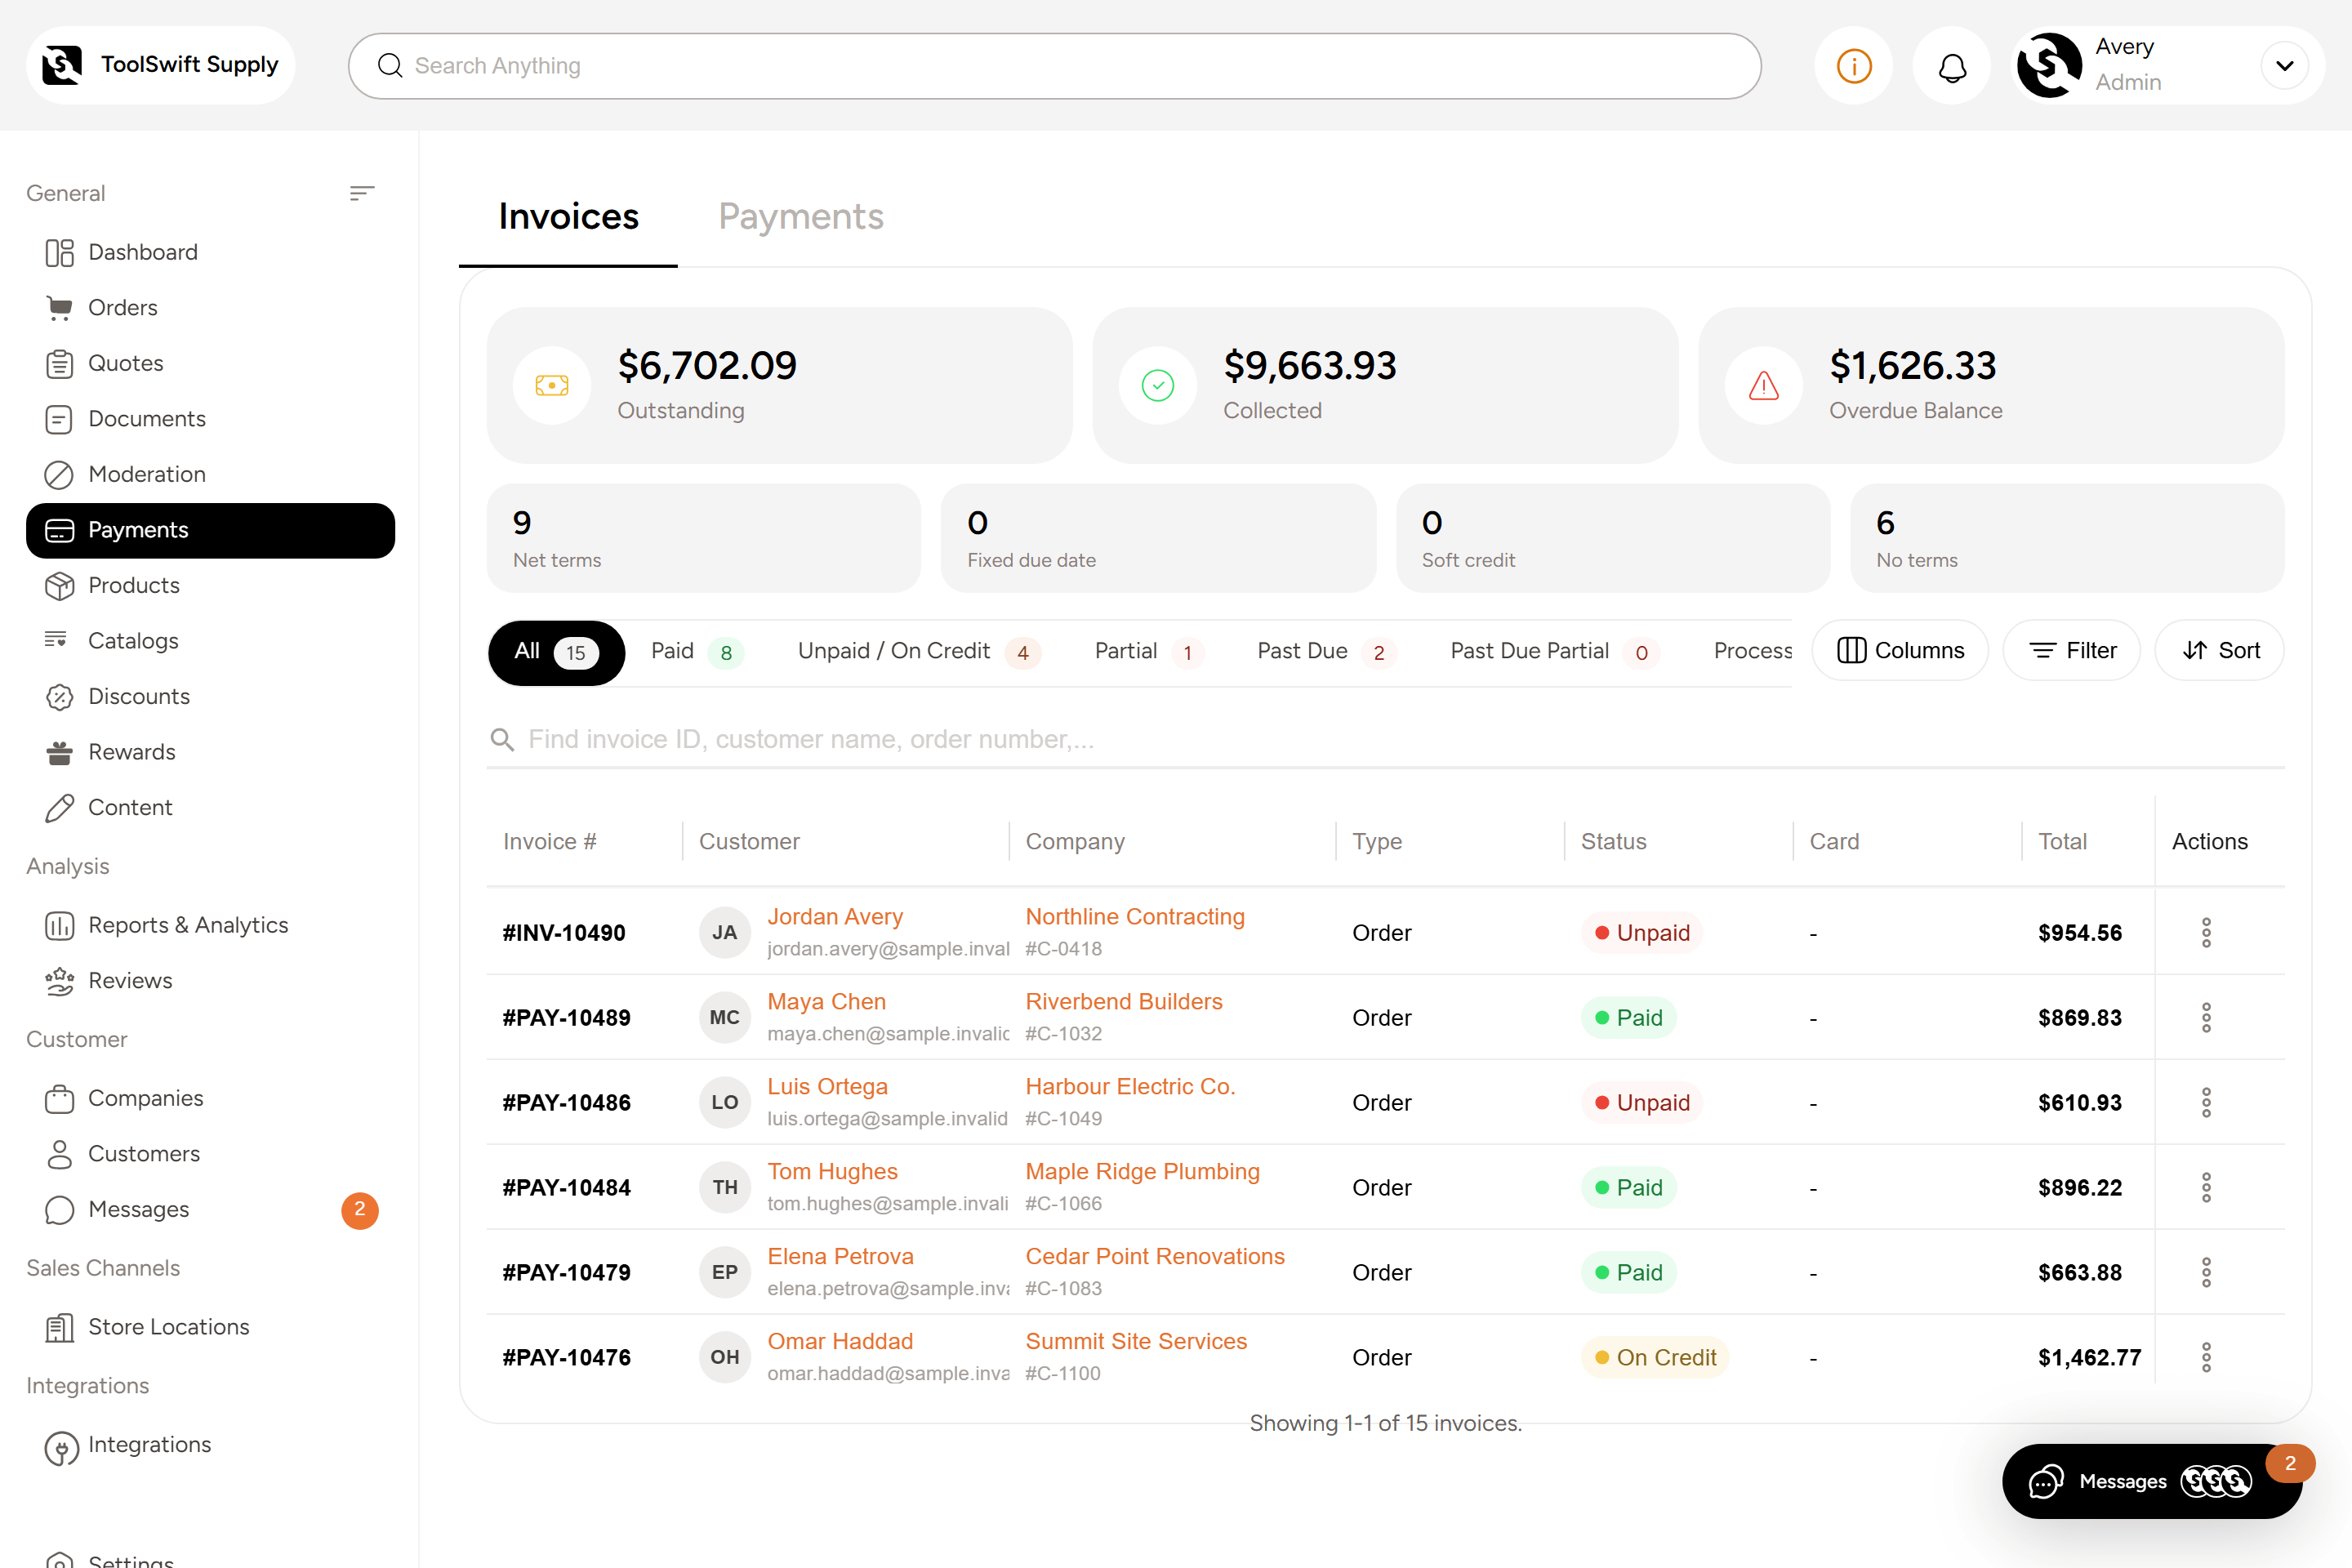 ToolSwift Supply
Search Anything
Avery
Admin
General
Dashboard
Orders
Quotes
Documents
Moderation
Payments
Products
Catalogs
Discounts
Rewards
Content
Analysis
Reports & Analytics
Reviews
Customer
Companies
Customers
Messages 2
Sales Channels
Store Locations
Integrations
Integrations
Settings
Invoices Payments
$6,702.09
Outstanding
$9,663.93
Collected
$1,626.33
Overdue Balance
9
Net terms
0
Fixed due date
0
Soft credit
6
No terms
All 15 Paid 8 Unpaid / On Credit 4 Partial 1 Past Due 2 Past Due Partial 0 Process
Columns Filter Sort
Find invoice ID, customer name, order number,...
Invoice # Customer Company Type Status Card Total Actions
#INV-10490 JA Jordan Avery Northline Contracting Order Unpaid - $954.56
jordan.avery@sample.inval #C-0418
#PAY-10489 MC Maya Chen Riverbend Builders Order Paid - $869.83
maya.chen@sample.invalid #C-1032
#PAY-10486 LO Luis Ortega Harbour Electric Co. Order Unpaid - $610.93
luis.ortega@sample.invalid #C-1049
#PAY-10484 TH Tom Hughes Maple Ridge Plumbing Order Paid - $896.22
tom.hughes@sample.invali #C-1066
#PAY-10479 EP Elena Petrova Cedar Point Renovations Order Paid - $663.88
elena.petrova@sample.inva #C-1083
#PAY-10476 OH Omar Haddad Summit Site Services Order On Credit - $1,462.77
omar.haddad@sample.inva #C-1100
Showing 1-1 of 15 invoices.
Messages 2